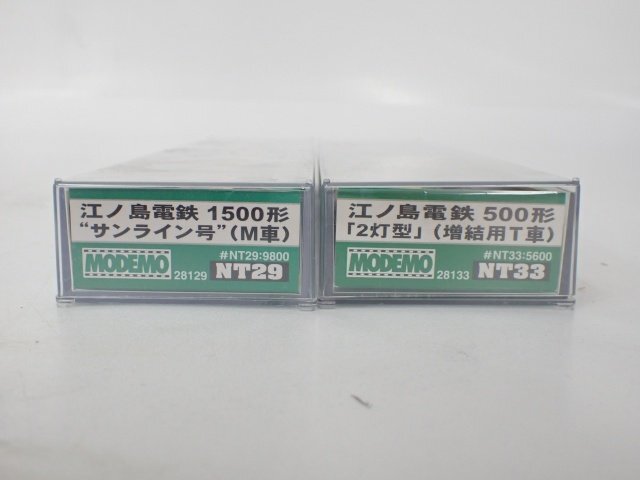 江ノ島電鉄 1500形
“サンライン号”(M車)
#NT29:9800
MODEMO 28129 NT29
江ノ島電鉄 500形
「2灯型」(増結用T車)
#NT33:5600
MODEMO 28133 NT33